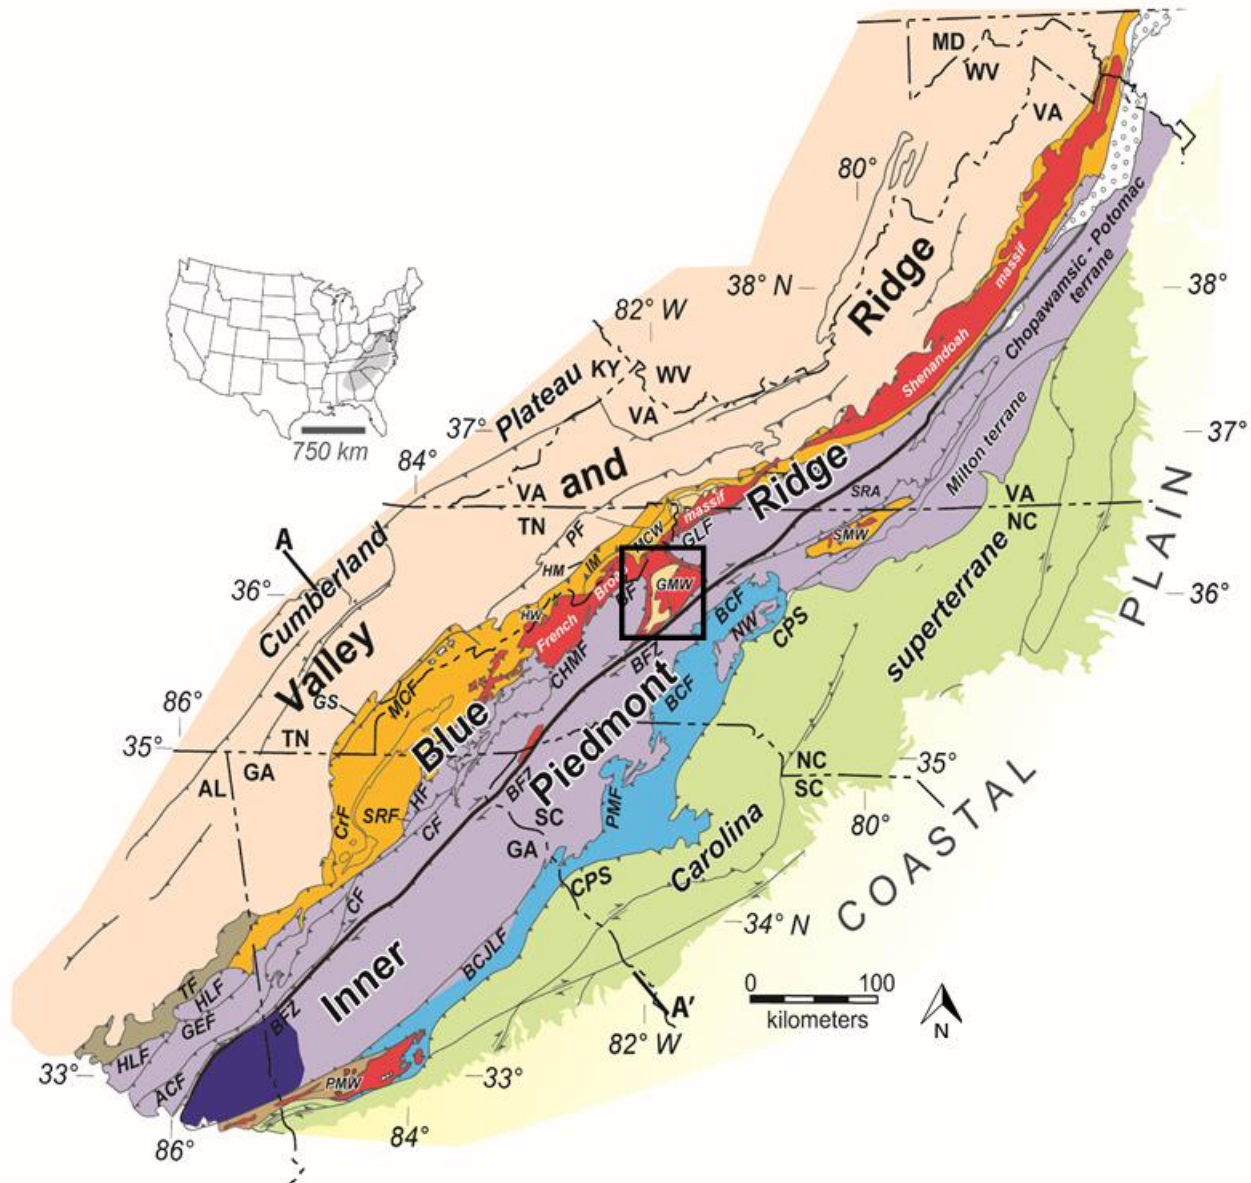 MD
WV
VA
80°
Ridge
massif
Chopawamsic - Potomac
terrane
38° N
38°
82° W
KY
WV
VA
Plateau
Shenandoah
750 km
37°
37°
84°
and
Ridge
Milton terrane
VA
TN
massif
SRA
VA
NC
PF
MCW
GLF
SMW
PLAIN
A
HM
IM
Cumberland
36°
36°
Broad
BF
GMW
superterrane
HW
French
BCF
NW
CPS
Valley
CHMF
BFZ
GS
MCF
BCF
86°
35°
TN
Blue
Piedmont
AL
GA
NC
SC
35°
CrF
SRF
HF
CF
BFZ
SC
PMF
GA
80°
COASTAL
Carolina
CPS
CF
34° N
Inner
BCJLF
TF
HLF
GEF
BFZ
0
100
kilometers
A'
N
82° W
HLF
33°
33°
ACF
PMW
86°
84°